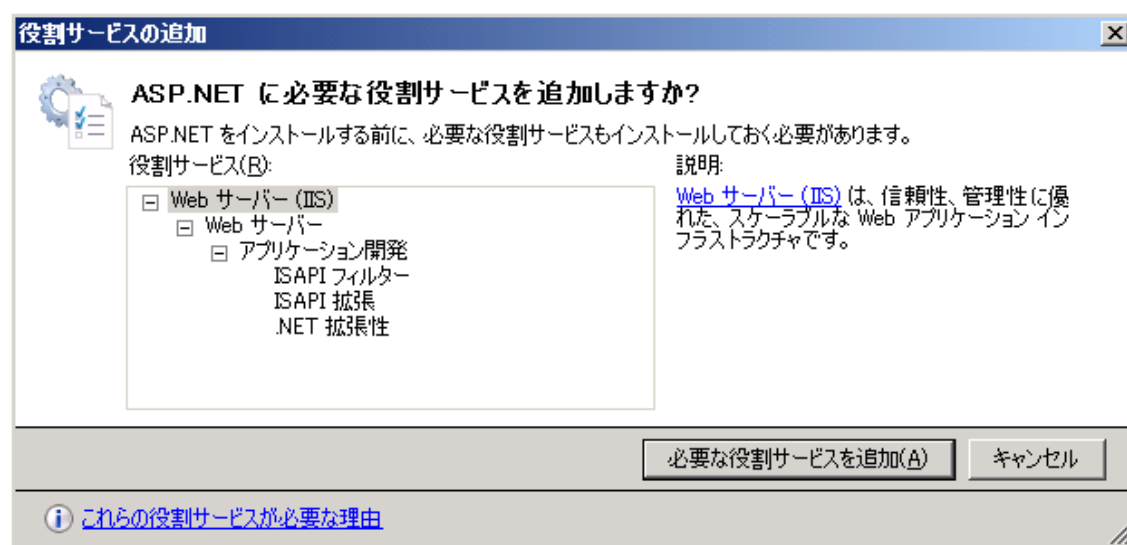 役割サービスの追加
ASP.NET に必要な役割サービスを追加しますか?
ASP.NET をインストールする前に、必要な役割サービスもインストールしておく必要があります。
役割サービス(R):
Web サーバー (IIS)
Web サーバー
アプリケーション開発
ISAPI フィルター
ISAPI 拡張
.NET 拡張性
説明:
Web サーバー (IIS) は、信頼性、管理性に優
れた、スケーラブルな Web アプリケーション イン
フラストラクチャです。
必要な役割サービスを追加(A)
キャンセル
これらの役割サービスが必要な理由